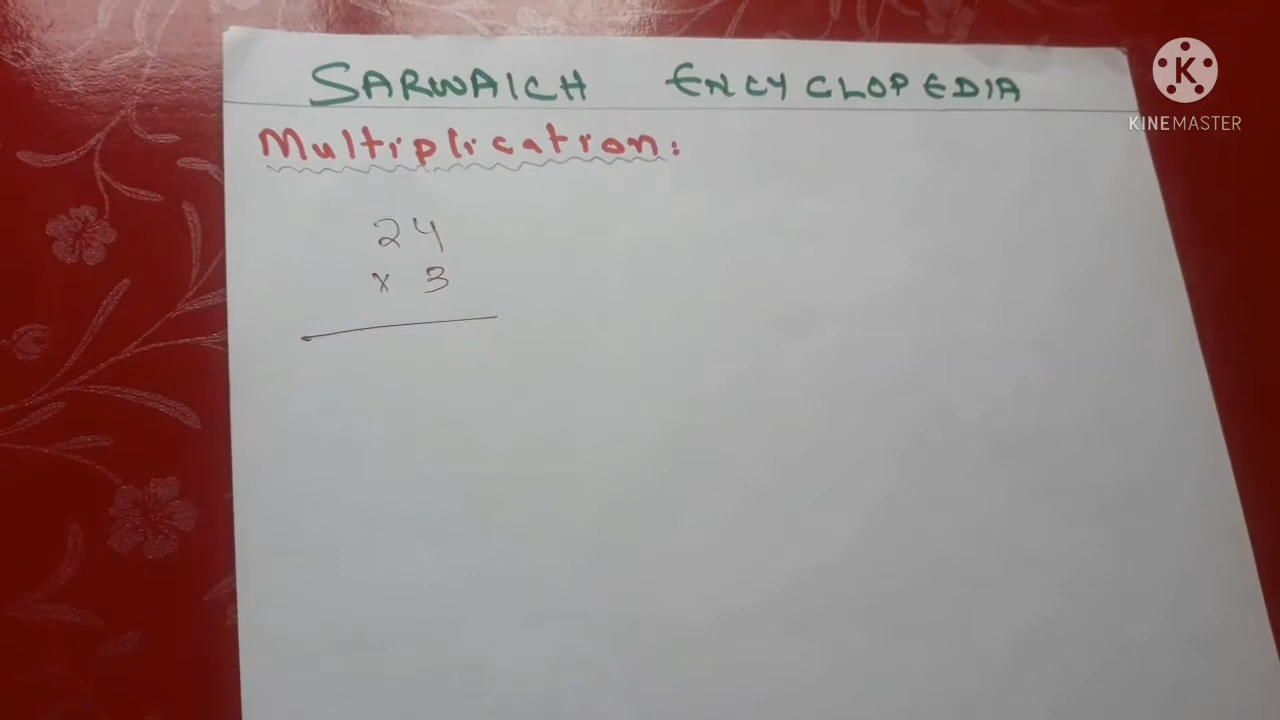 SARWAICH ENCYCLOPEDIA
Multiplication:
24
x 3
K
KINEMASTER